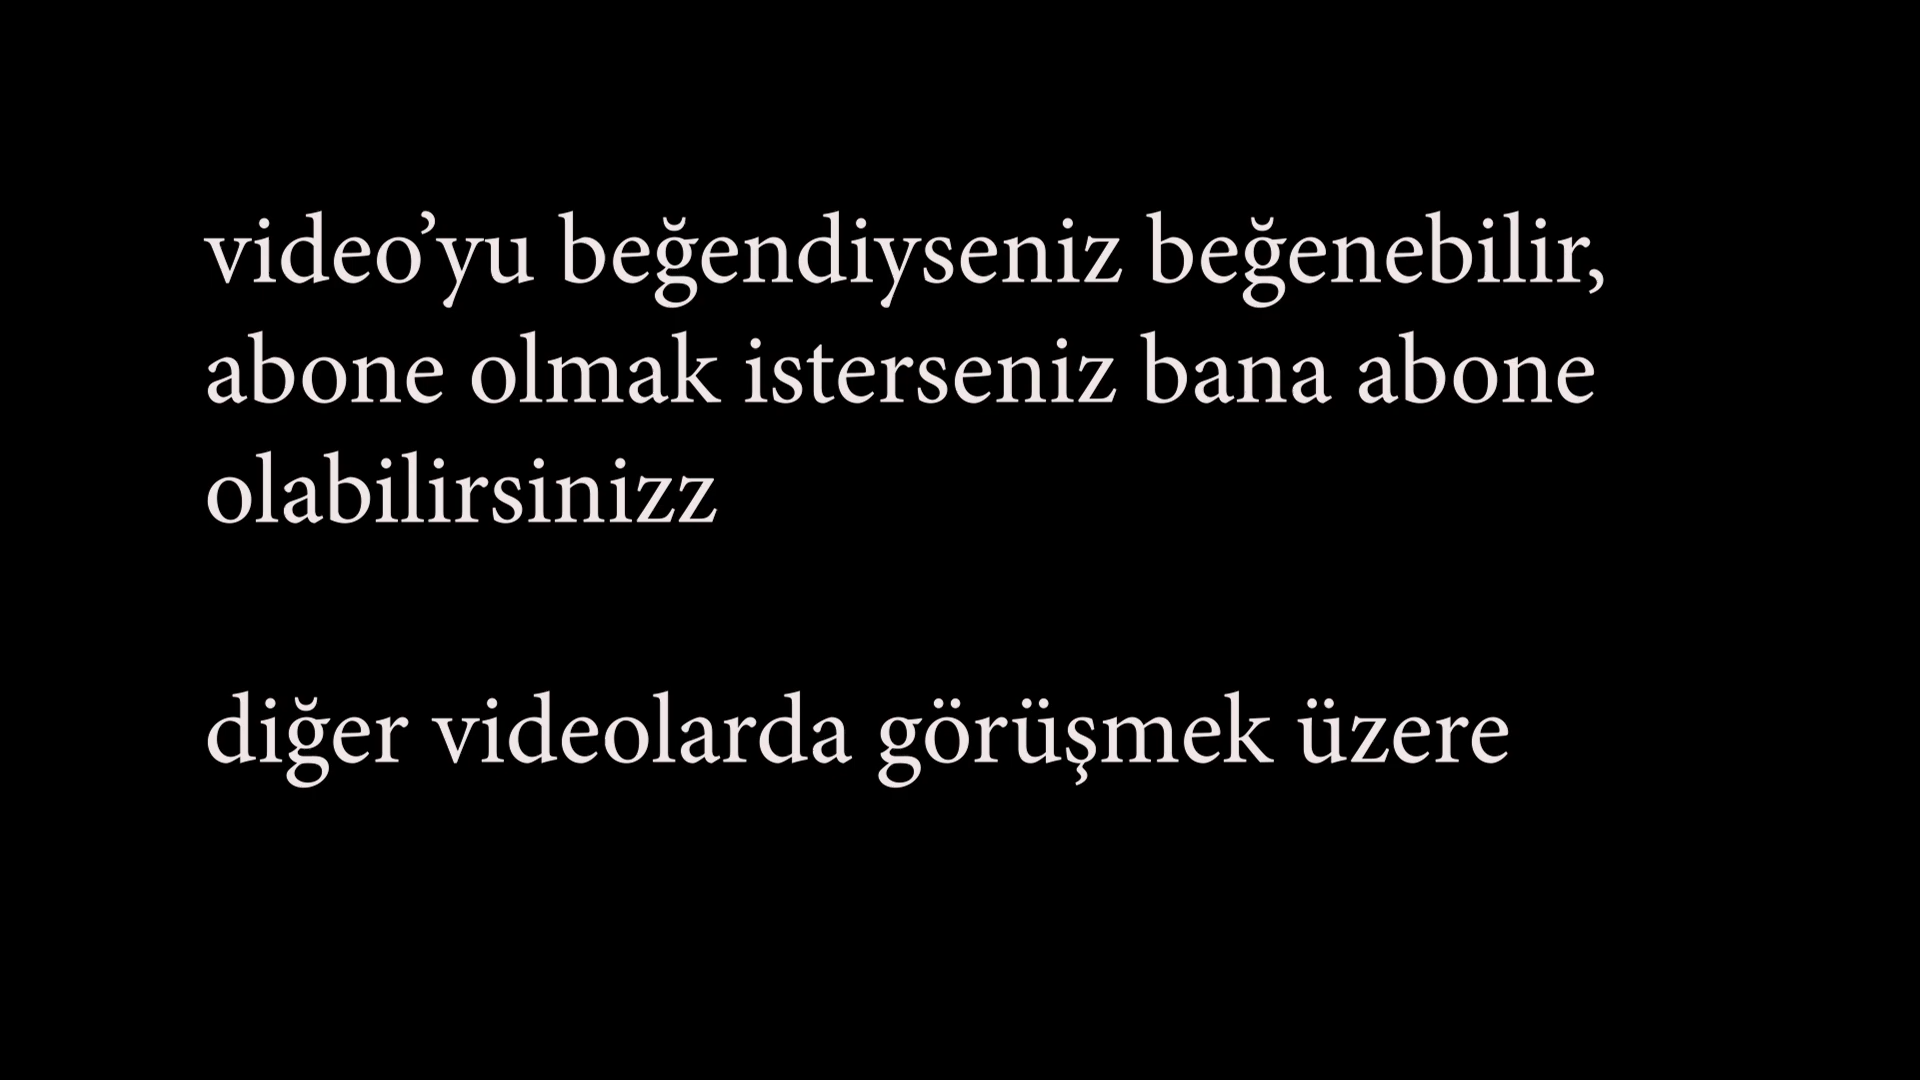 video’yu beğendiyseniz beğenebilir,
abone olmak isterseniz bana abone
olabilirsinizz
diğer videolarda görüşmek üzere